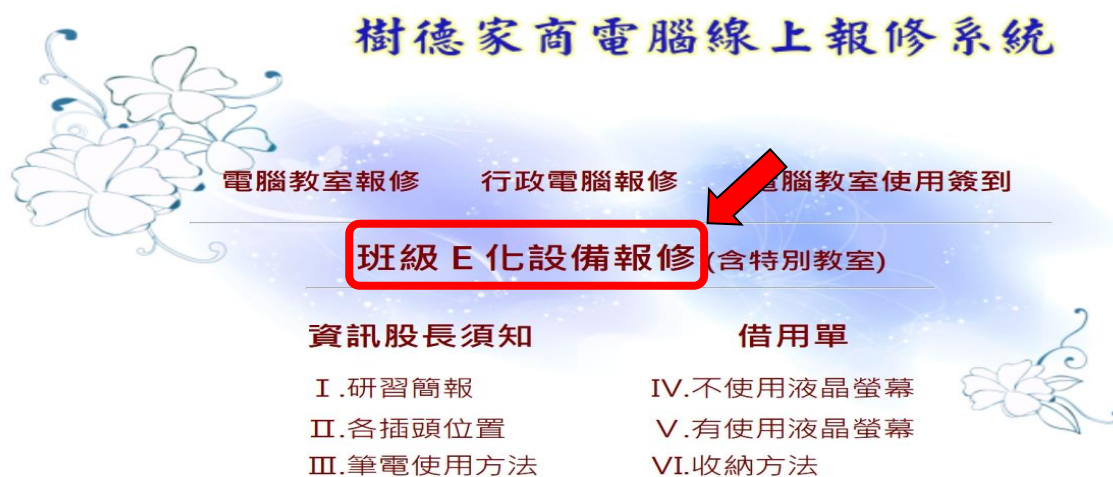 樹德家商電腦線上報修系統
電腦教室報修 行政電腦報修 腦教室使用簽到
班級E化設備報修(含特別教室)
資訊股長須知 借用單
I.研習簡報 IV.不使用液晶螢幕
II.各插頭位置 V.有使用液晶螢幕
III.筆電使用方法 VI.收納方法